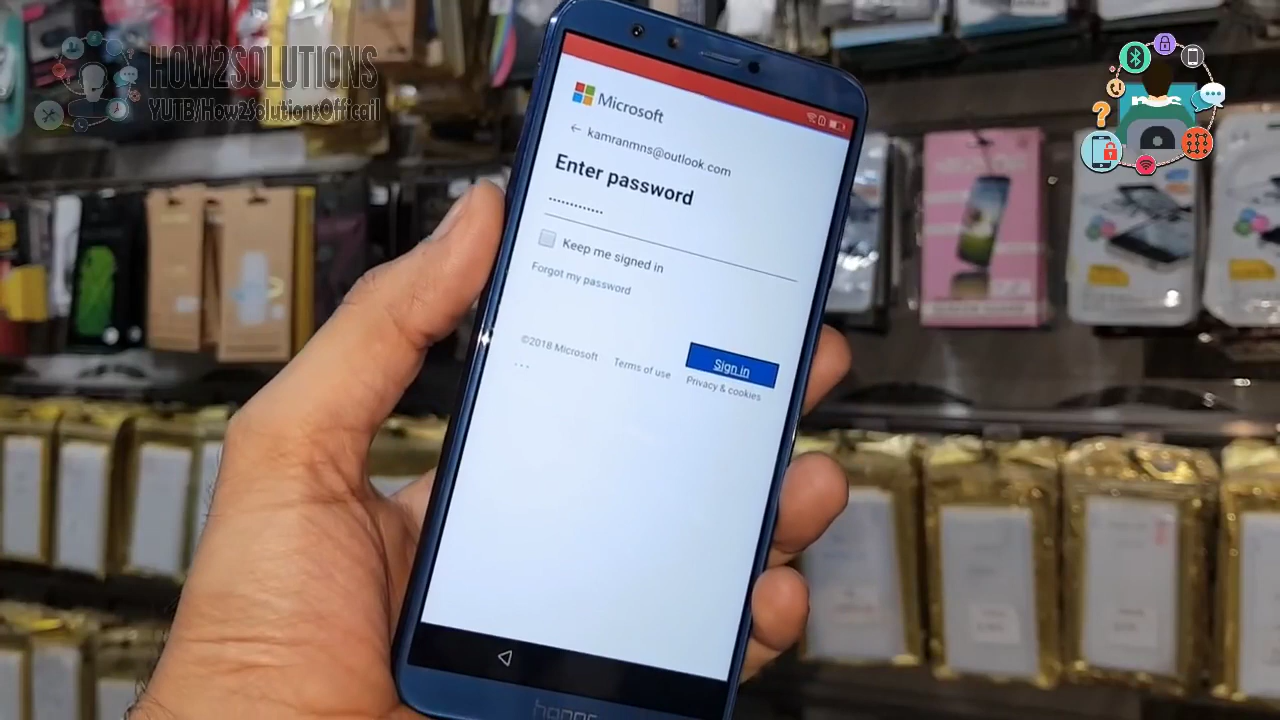 HOW2SOLUTIONS
YUTB/How2SolutionsOffcail
Microsoft
← kamranmns@outlook.com
Enter password
Keep me signed in
Forgot my password
Sign in
©2018 Microsoft
Terms of use
Privacy & cookies
...
honor